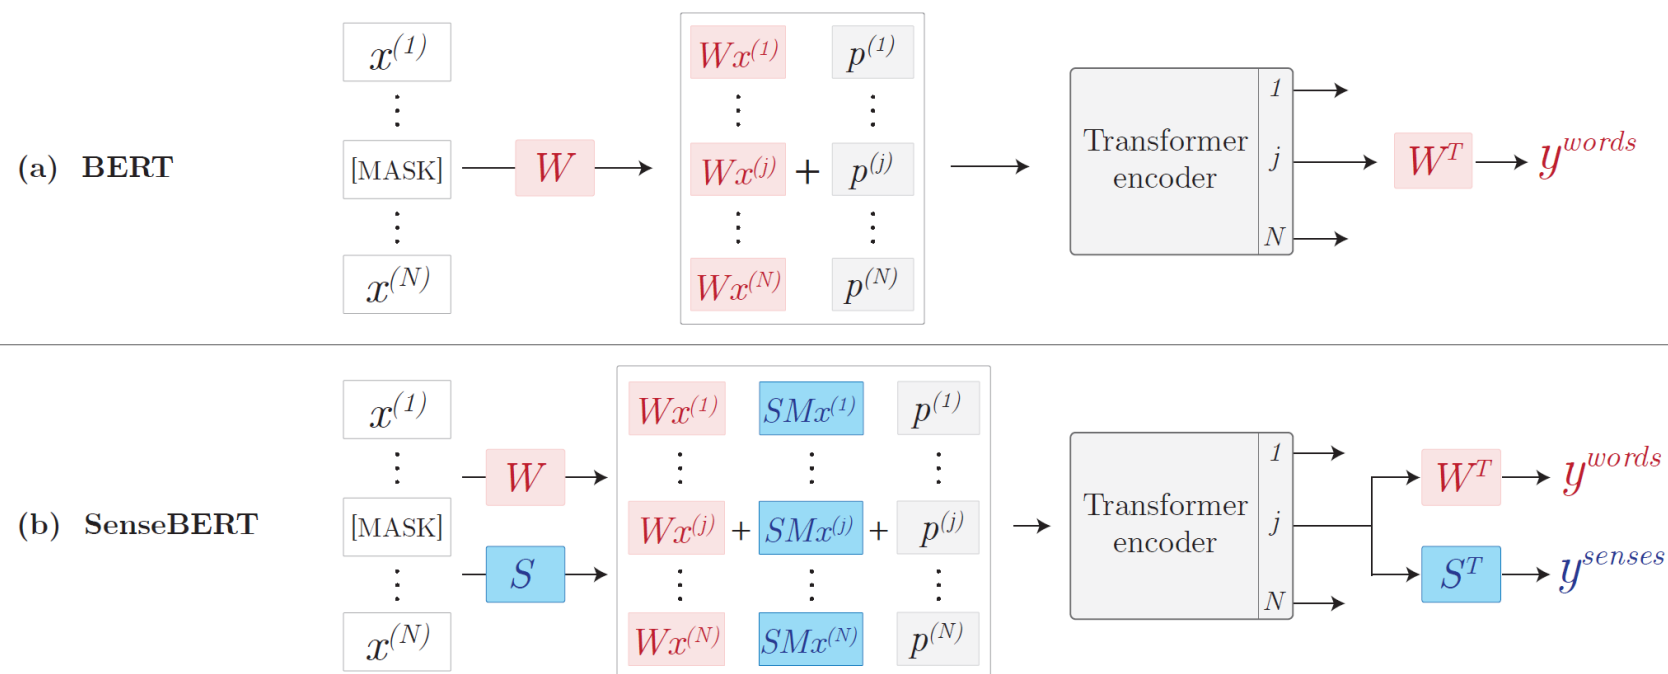 x^(1) Wx^(1) p^(1) 1
(a) BERT [MASK] W Wx^(j) + p^(j) Transformer encoder j W^T y^words
x^(N) Wx^(N) p^(N) N
x^(1) Wx^(1) SMx^(1) p^(1) 1
W W^T y^words
(b) SenseBERT [MASK] Wx^(j) + SMx^(j) + p^(j) Transformer encoder j
S S^T y^senses
x^(N) Wx^(N) SMx^(N) p^(N) N